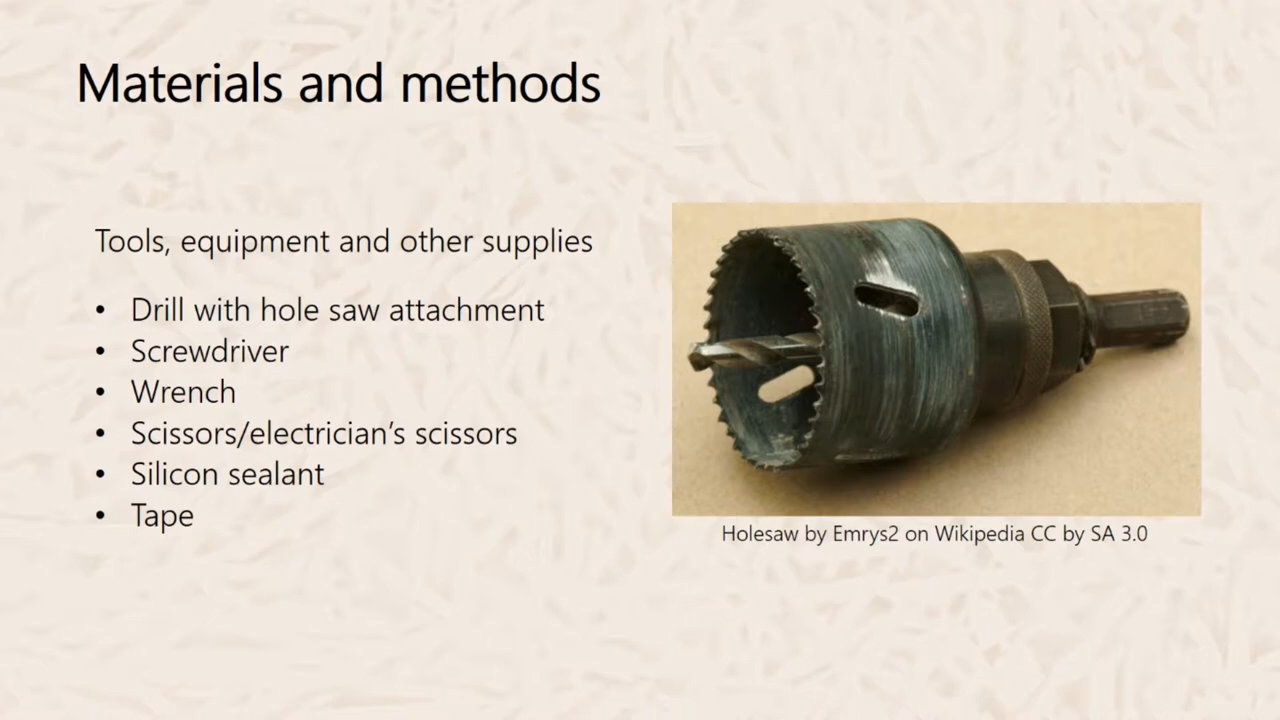 Materials and methods
Tools, equipment and other supplies
• Drill with hole saw attachment
• Screwdriver
• Wrench
• Scissors/electrician’s scissors
• Silicon sealant
• Tape
Holesaw by Emrys2 on Wikipedia CC by SA 3.0